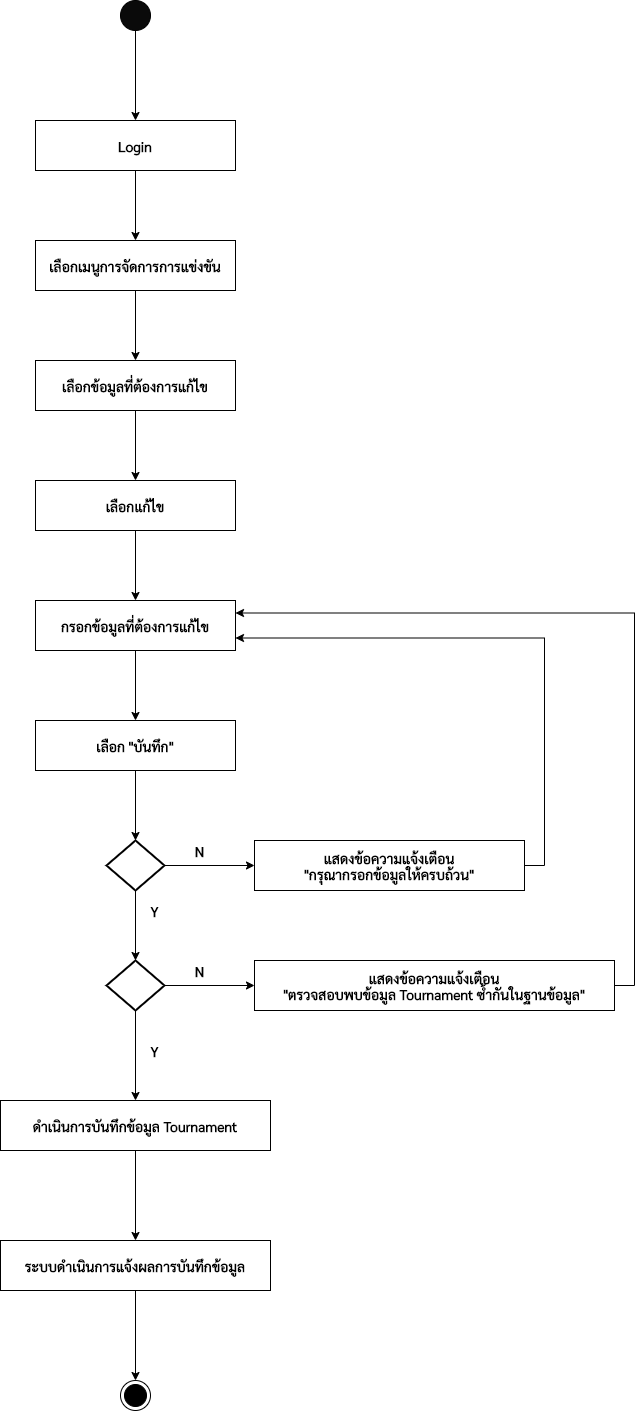 Login
เลือกเมนูการจัดการการแข่งขัน
เลือกข้อมูลที่ต้องการแก้ไข
เลือกแก้ไข
กรอกข้อมูลที่ต้องการแก้ไข
เลือก "บันทึก"
N
แสดงข้อความแจ้งเตือน
"กรุณากรอกข้อมูลให้ครบถ้วน"
Y
N
แสดงข้อความแจ้งเตือน
"ตรวจสอบพบข้อมูล Tournament ซ้ำกันในฐานข้อมูล"
Y
ดำเนินการบันทึกข้อมูล Tournament
ระบบดำเนินการแจ้งผลการบันทึกข้อมูล